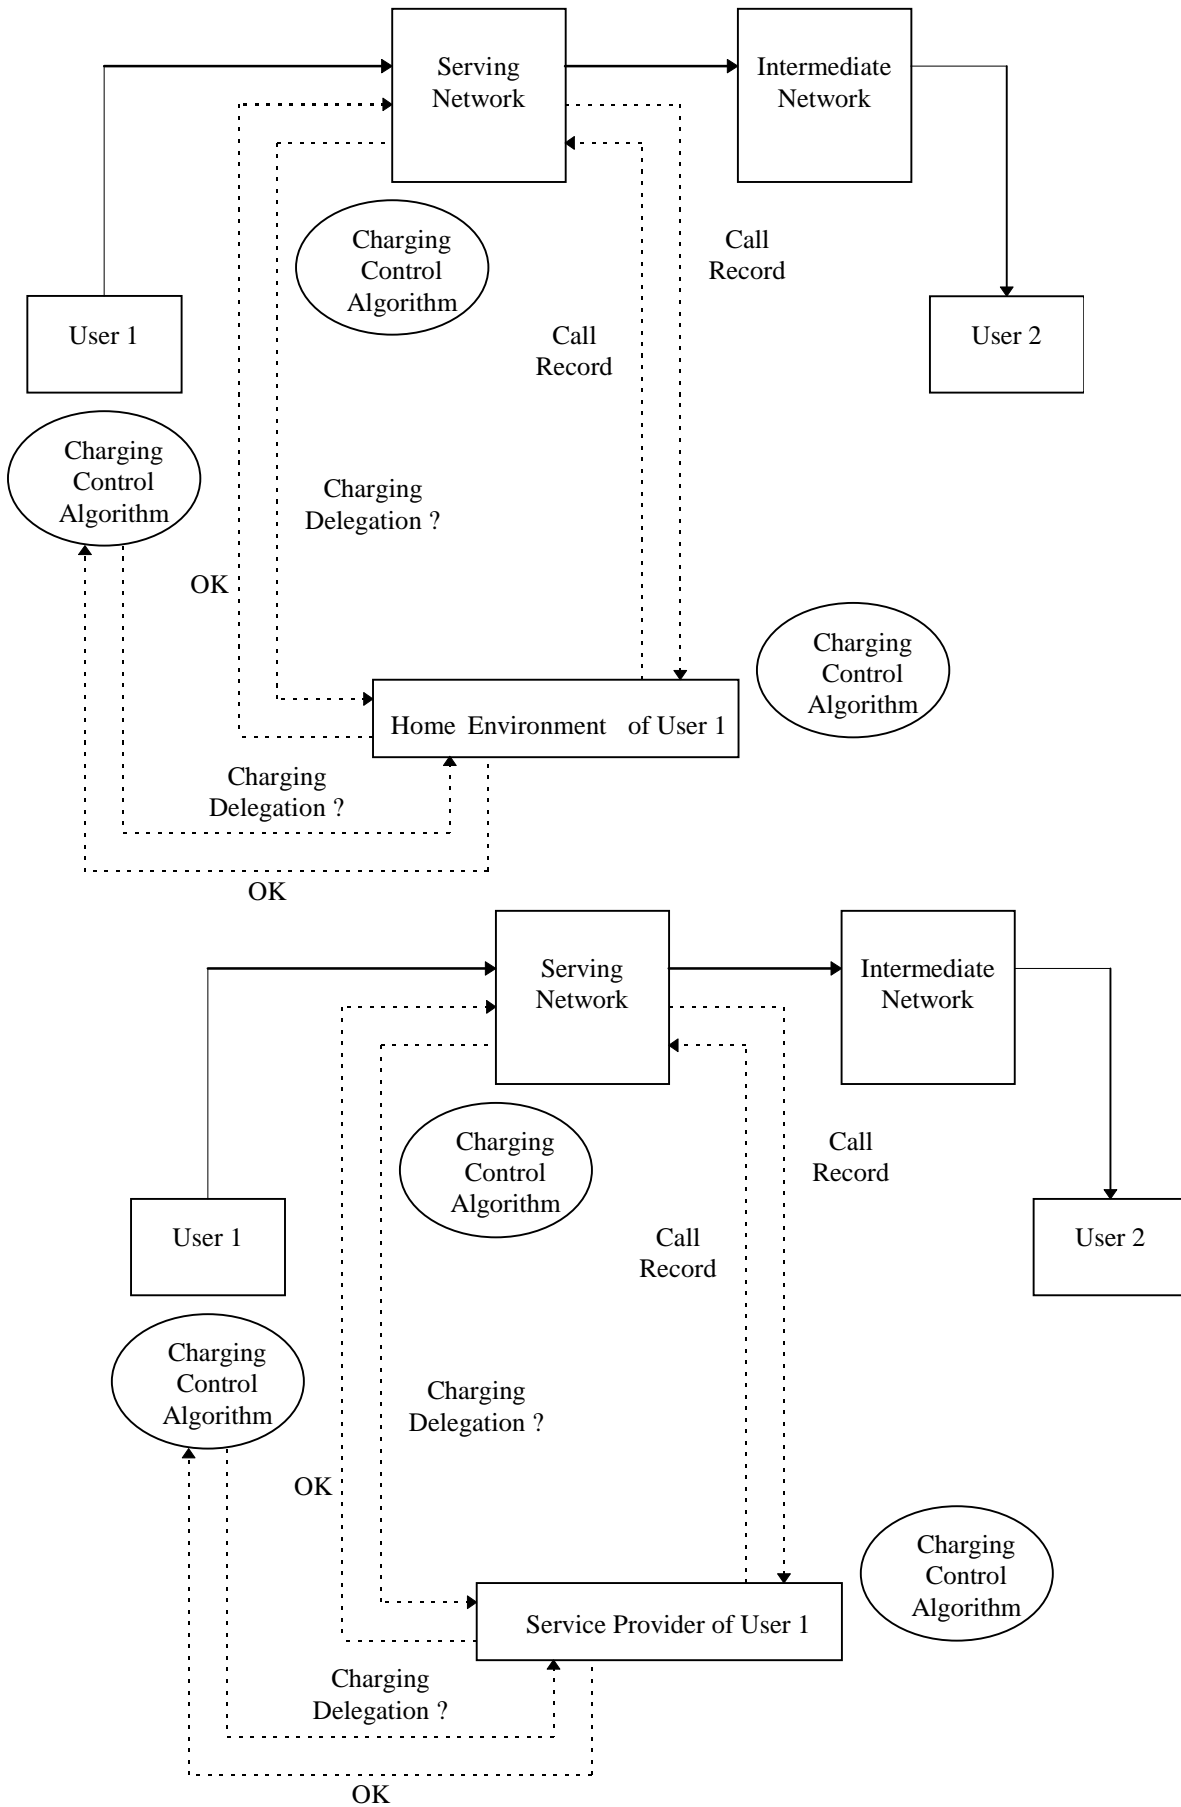 Serving
Network
Intermediate
Network
Charging
Control
Algorithm
Call
Record
User 1
Call
Record
User 2
Charging
Control
Algorithm
Charging
Delegation ?
OK
Charging
Control
Algorithm
Home Environment of User 1
Charging
Delegation ?
OK
Serving
Network
Intermediate
Network
Charging
Control
Algorithm
Call
Record
User 1
Call
Record
User 2
Charging
Control
Algorithm
Charging
Delegation ?
OK
Charging
Control
Algorithm
Service Provider of User 1
Charging
Delegation ?
OK